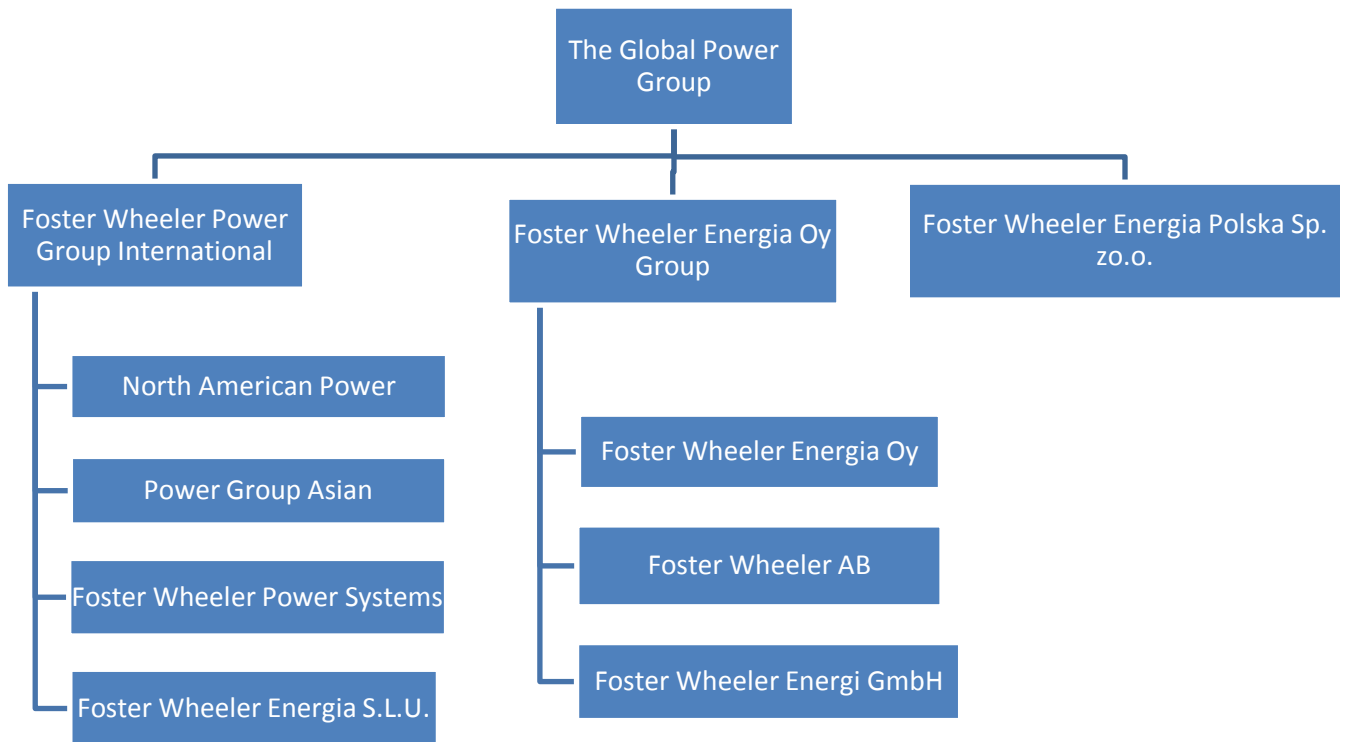 The Global Power
Group
Foster Wheeler Power
Group International
North American Power
Power Group Asian
Foster Wheeler Power Systems
Foster Wheeler Energia S.L.U.
Foster Wheeler Energia Oy
Group
Foster Wheeler Energia Oy
Foster Wheeler AB
Foster Wheeler Energi GmbH
Foster Wheeler Energia Polska Sp.
zo.o.